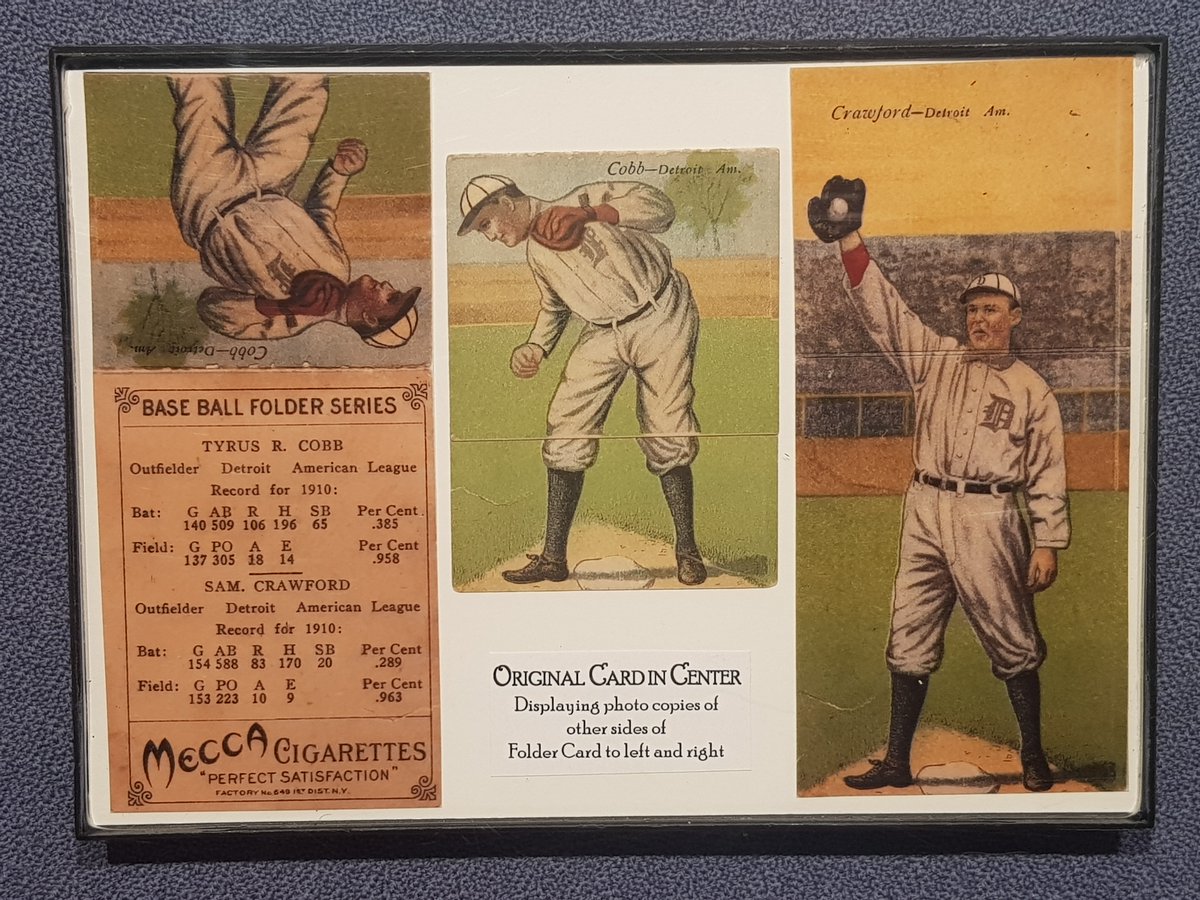 Cobb—Detroit Am.
BASE BALL FOLDER SERIES
TYRUS R. COBB
Outfielder Detroit American League
Record for 1910:
Bat: G AB R H SB Per Cent.
140 509 106 196 65 .385
Field: G PO A E Per Cent
137 305 18 14 .958
SAM. CRAWFORD
Outfielder Detroit American League
Record for 1910:
Bat: G AB R H SB Per Cent
154 588 83 170 20 .289
Field: G PO A E Per Cent
153 223 10 9 .963
MECCA CIGARETTES
"PERFECT SATISFACTION"
FACTORY No. 649 1ST DIST. N.Y.
Cobb—Detroit Am.
ORIGINAL CARD IN CENTER
Displaying photo copies of
other sides of
Folder Card to left and right
Crawford—Detroit Am.
D